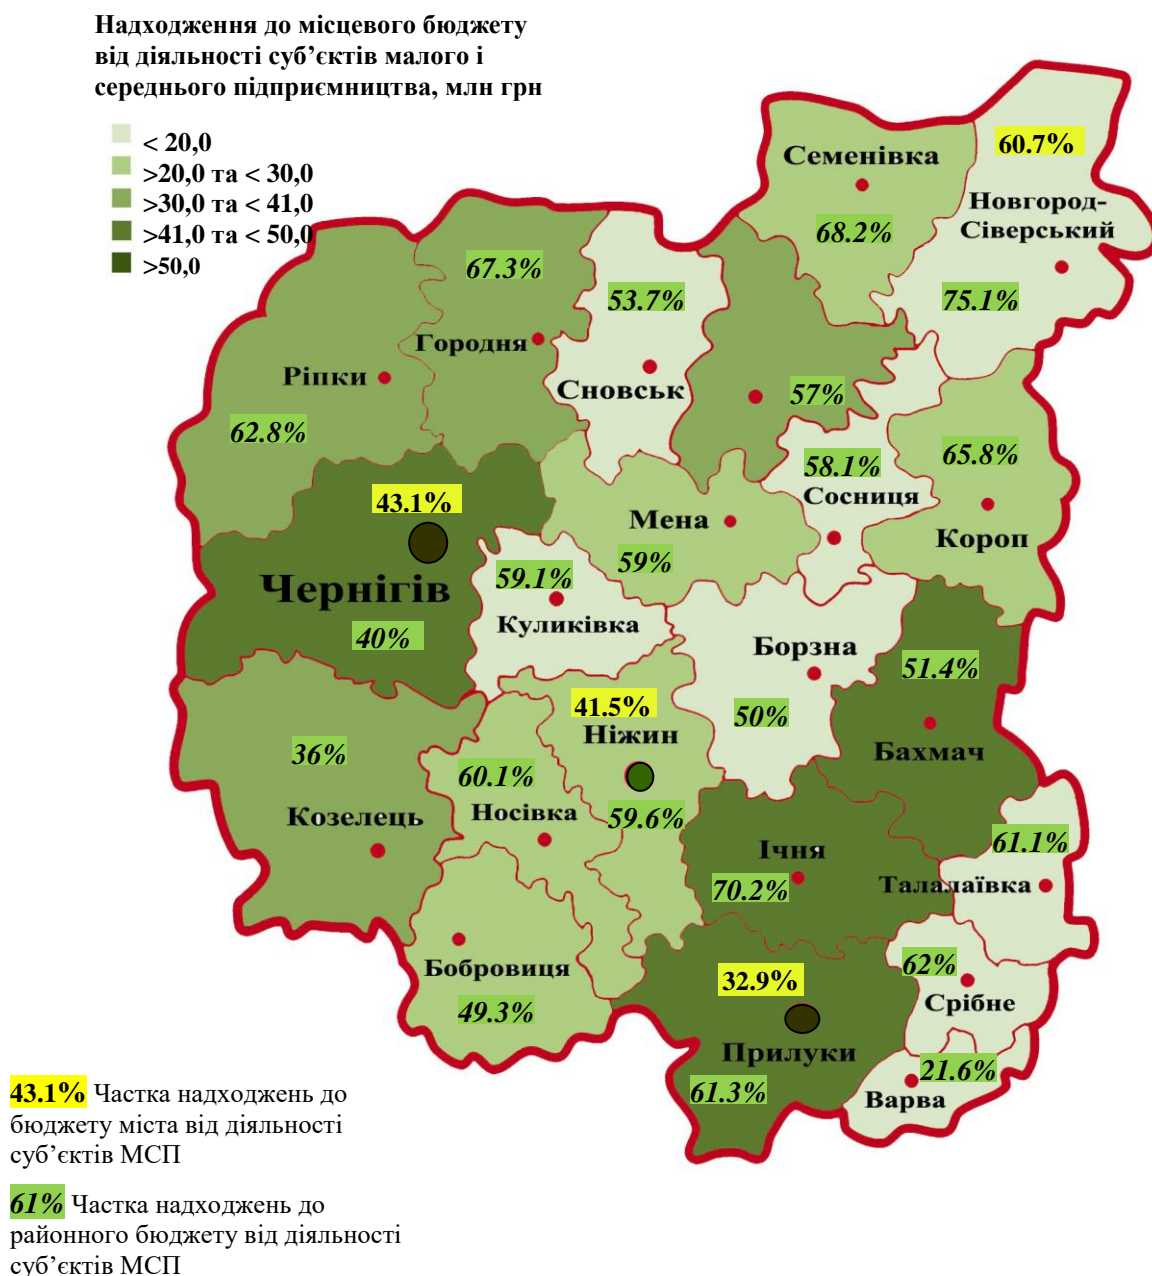 Надходження до місцевого бюджету
від діяльності суб’єктів малого і
середнього підприємництва, млн грн
< 20,0
>20,0 та < 30,0
>30,0 та < 41,0
>41,0 та < 50,0
>50,0
Семенівка
68.2%
60.7%
Новгород-
Сіверський
75.1%
67.3%
Городня
53.7%
Сновськ
Ріпки
62.8%
57%
58.1%
Сосниця
65.8%
Короп
43.1%
Чернігів
40%
Мена
59%
59.1%
Куликівка
Борзна
50%
51.4%
Бахмач
41.5%
Ніжин
59.6%
36%
Козелець
60.1%
Носівка
Ічня
70.2%
61.1%
Талалаївка
Бобровиця
49.3%
32.9%
Прилуки
61.3%
62%
Срібне
21.6%
Варва
43.1% Частка надходжень до
бюджету міста від діяльності
суб’єктів МСП
61% Частка надходжень до
районного бюджету від діяльності
суб’єктів МСП